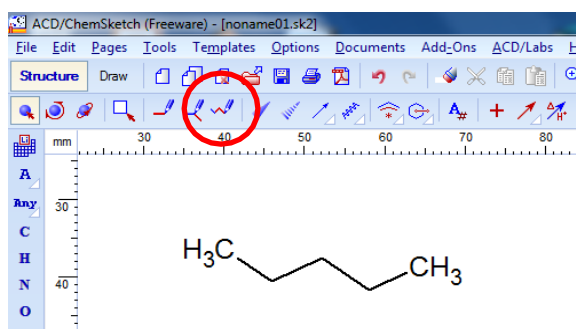 ACD/ChemSketch (Freeware) - [noname01.sk2]
File Edit Pages Tools Templates Options Documents Add-Ons ACD/Labs H
Structure Draw
A#
mm 30 40 50 60 70 80
A
Any 30
C
H
N 40
O
H3C CH3